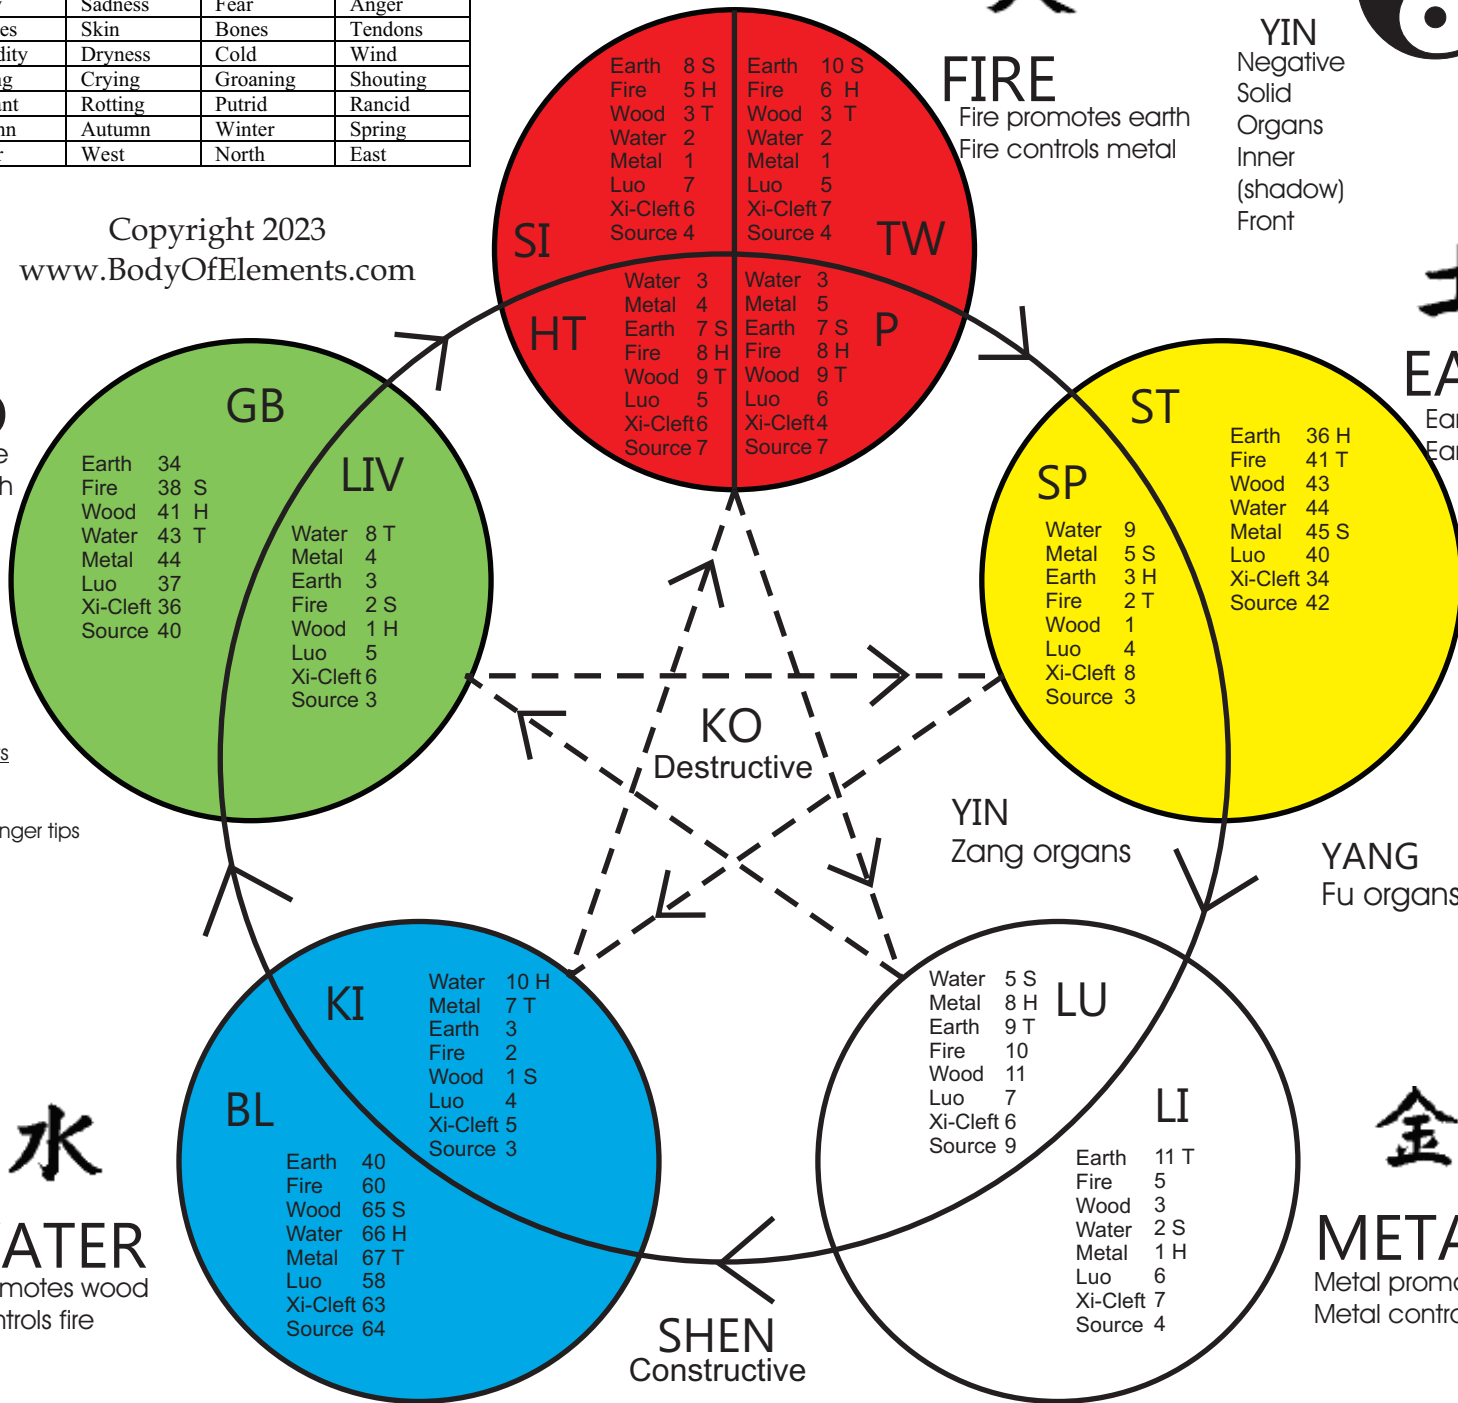 Sadness Fear Anger
Skin Bones Tendons
Dryness Cold Wind
Crying Groaning Shouting
Rotting Putrid Rancid
Autumn Winter Spring
West North East
Copyright 2023
www.BodyOfElements.com
FIRE
Fire promotes earth
Fire controls metal
YIN
Negative
Solid
Organs
Inner
(shadow)
Front
SI
Earth 8 S
Fire 5 H
Wood 3 T
Water 2
Metal 1
Luo 7
Xi-Cleft 6
Source 4
TW
Earth 10 S
Fire 6 H
Wood 3 T
Water 2
Metal 1
Luo 5
Xi-Cleft 7
Source 4
HT
Water 3
Metal 4
Earth 7 S
Fire 8 H
Wood 9 T
Luo 5
Xi-Cleft 6
Source 7
P
Water 3
Metal 5
Earth 7 S
Fire 8 H
Wood 9 T
Luo 6
Xi-Cleft 4
Source 7
GB
Earth 34
Fire 38 S
Wood 41 H
Water 43 T
Metal 44
Luo 37
Xi-Cleft 36
Source 40
LIV
Water 8 T
Metal 4
Earth 3
Fire 2 S
Wood 1 H
Luo 5
Xi-Cleft 6
Source 3
ST
Earth 36 H
Fire 41 T
Wood 43
Water 44
Metal 45 S
Luo 40
Xi-Cleft 34
Source 42
SP
Water 9
Metal 5 S
Earth 3 H
Fire 2 T
Wood 1
Luo 4
Xi-Cleft 8
Source 3
KO
Destructive
YIN
Zang organs
YANG
Fu organs
nger tips
KI
Water 10 H
Metal 7 T
Earth 3
Fire 2
Wood 1 S
Luo 4
Xi-Cleft 5
Source 3
BL
Earth 40
Fire 60
Wood 65 S
Water 66 H
Metal 67 T
Luo 58
Xi-Cleft 63
Source 64
LU
Water 5 S
Metal 8 H
Earth 9 T
Fire 10
Wood 11
Luo 7
Xi-Cleft 6
Source 9
LI
Earth 11 T
Fire 5
Wood 3
Water 2 S
Metal 1 H
Luo 6
Xi-Cleft 7
Source 4
水
ATER
motes wood
ntrols fire
金
META
Metal promo
Metal contro
SHEN
Constructive